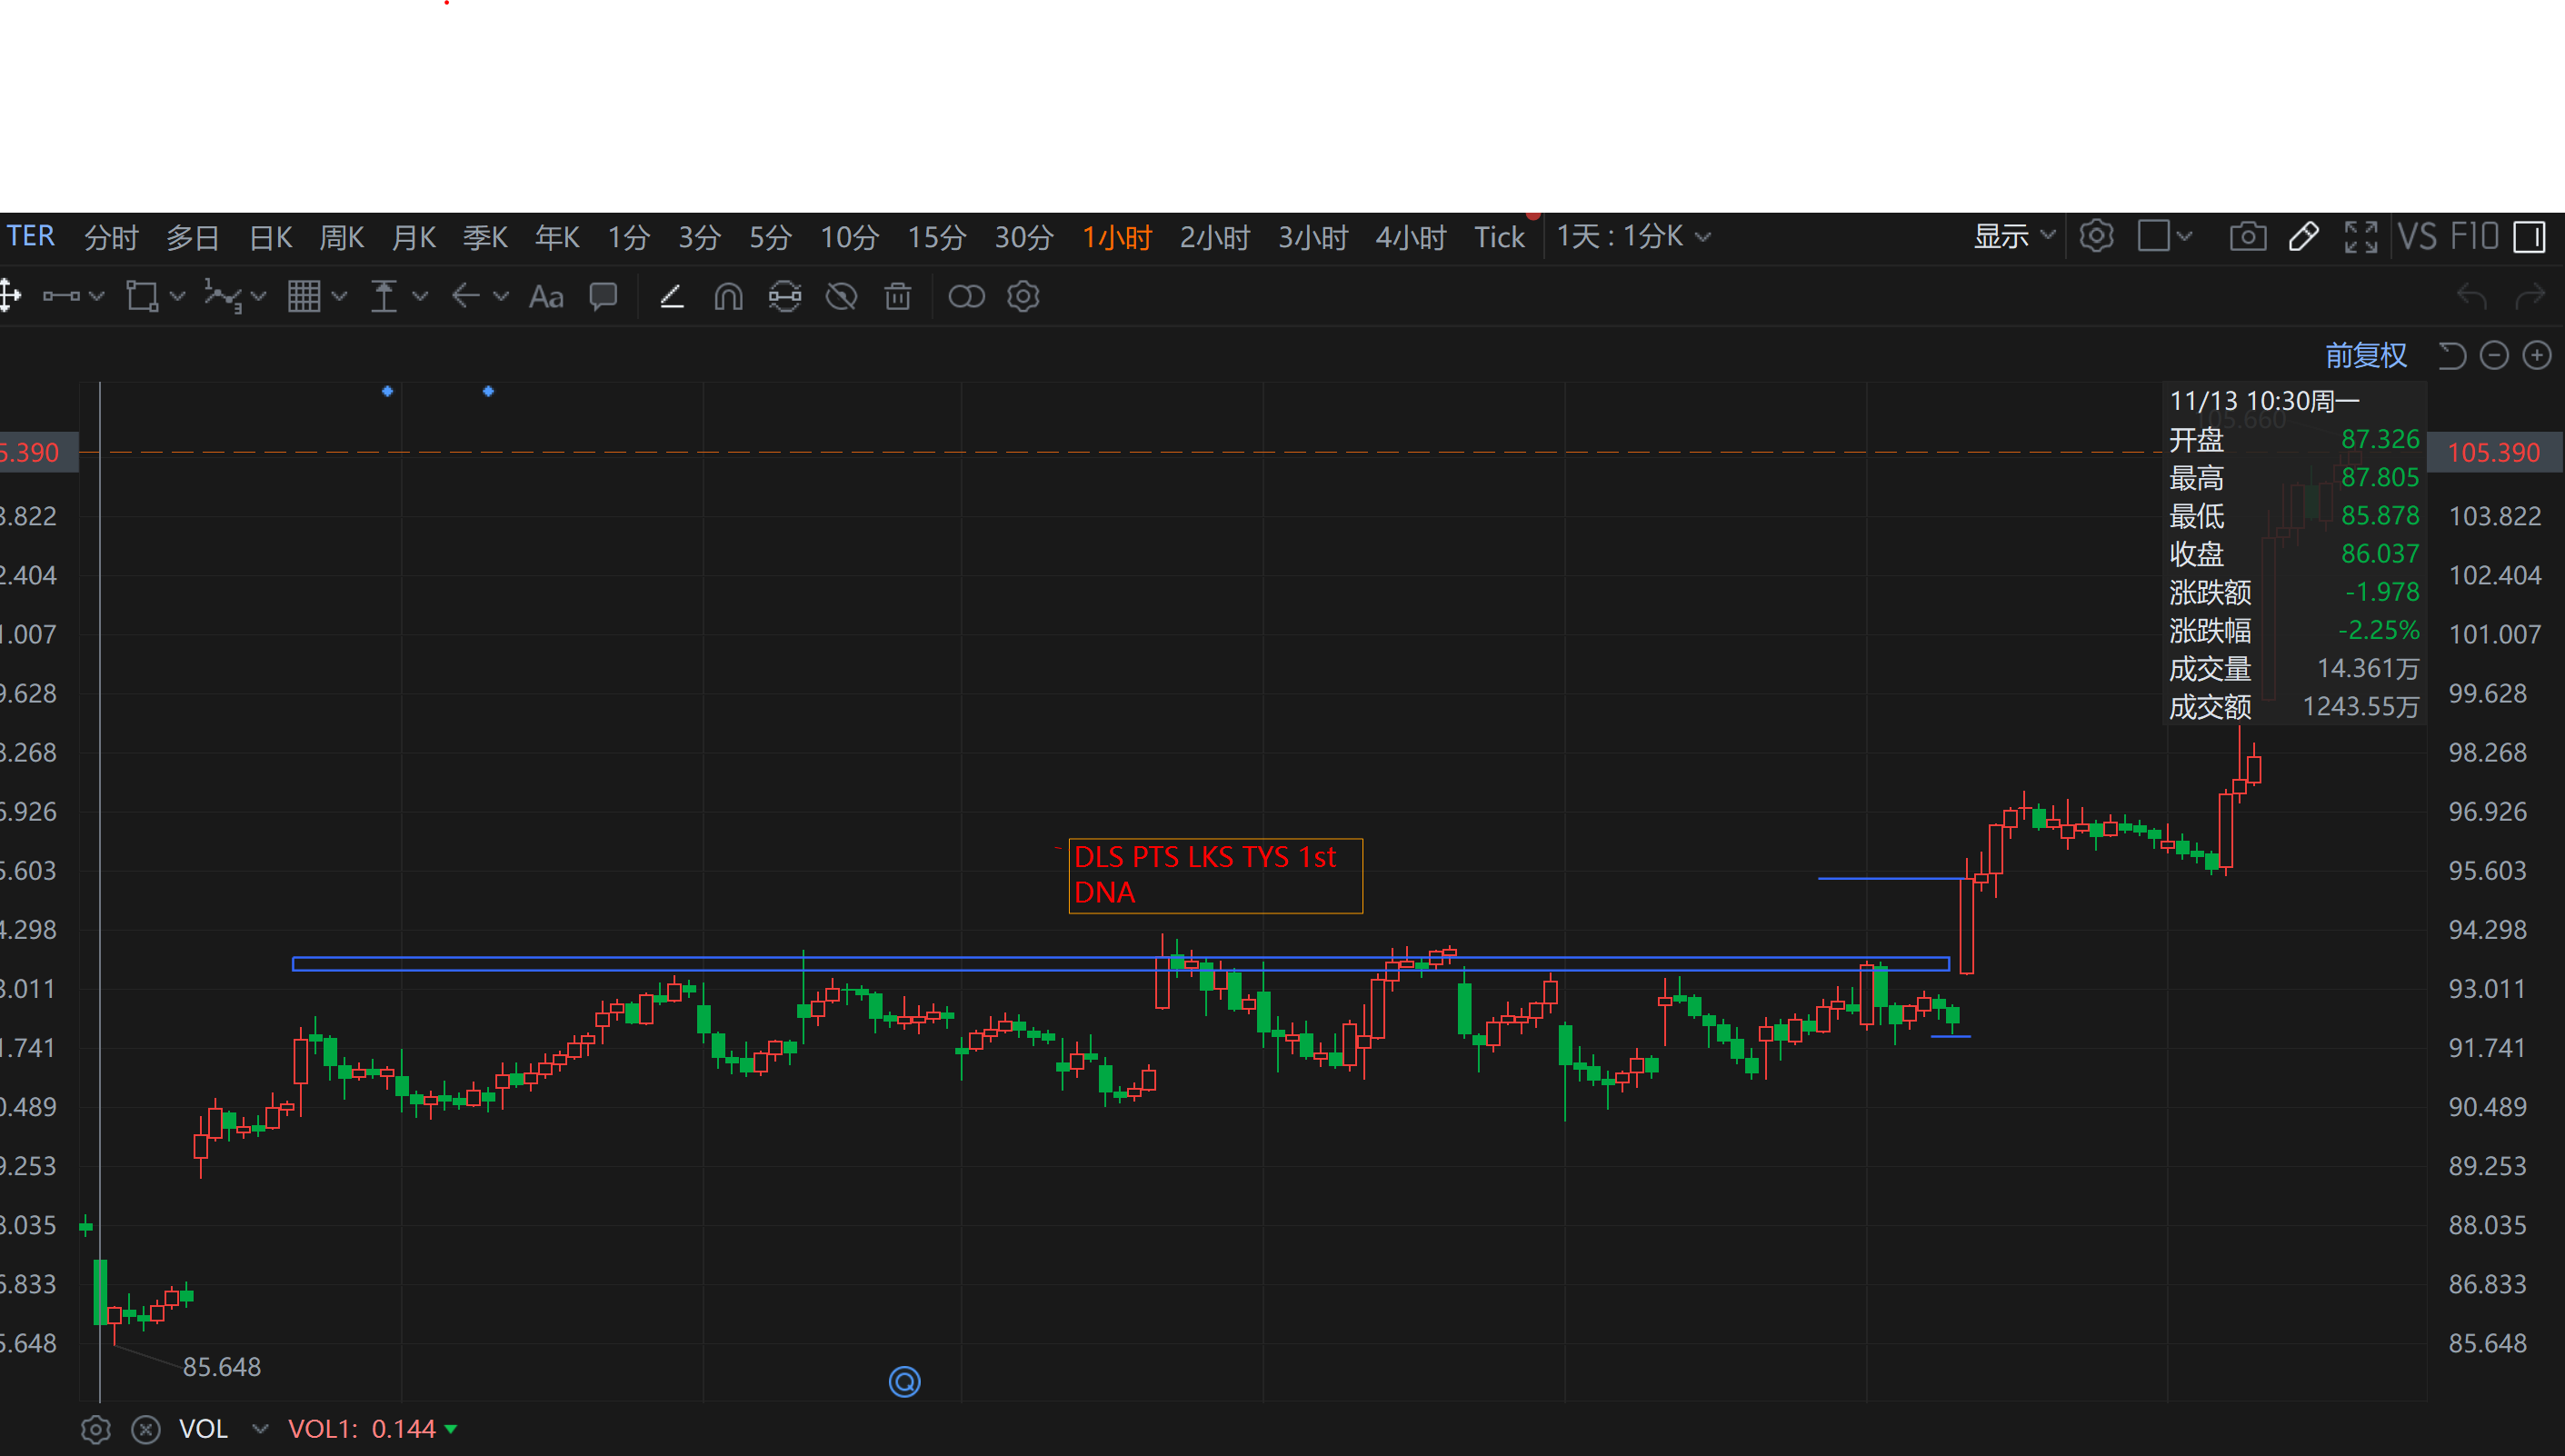 TER 分时 多日 日K 周K 月K 季K 年K 1分 3分 5分 10分 15分 30分 1小时 2小时 3小时 4小时 Tick 1天 : 1分K 显示 VS F10
Aa
前复权
11/13 10:30周一
105.660
开盘 87.326
最高 87.805
最低 85.878
收盘 86.037
涨跌额 -1.978
涨跌幅 -2.25%
成交量 14.361万
成交额 1243.55万
5.390 105.390
3.822 103.822
2.404 102.404
1.007 101.007
9.628 99.628
8.268 98.268
6.926 96.926
5.603 95.603
4.298 94.298
3.011 93.011
1.741 91.741
0.489 90.489
9.253 89.253
8.035 88.035
6.833 86.833
5.648 85.648
DLS PTS LKS TYS 1st
DNA
85.648
VOL VOL1: 0.144